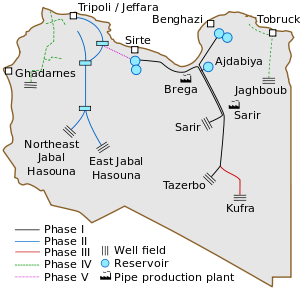 Tripoli / Jeffara
Benghazi
Tobruck
Sirte
Ghadarnes
Ajdabiya
Brega
Jaghboub
Sarir
Sarir
Northeast
Jabal
Hasouna
East Jabal
Hasouna
Tazerbo
Kufra
Phase I
Phase II
Phase III
Phase IV
Phase V
Well field
Reservoir
Pipe production plant